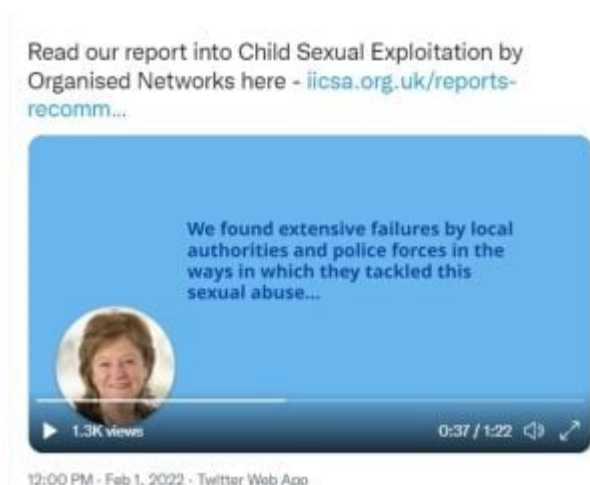 Read our report into Child Sexual Exploitation by
Organised Networks here - iicsa.org.uk/reports-
recomm...
We found extensive failures by local
authorities and police forces in the
ways in which they tackled this
sexual abuse...
1.3K views
0:37 / 1:22
12:00 PM · Feb 1, 2022 · Twitter Web App